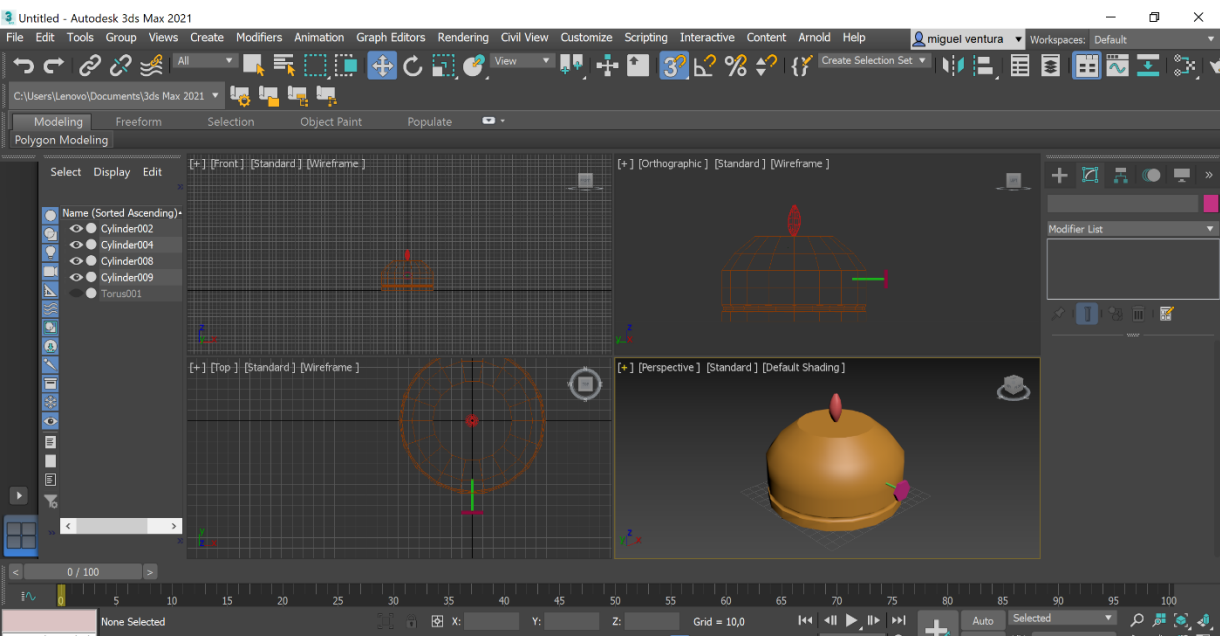 Untitled - Autodesk 3ds Max 2021
File Edit Tools Group Views Create Modifiers Animation Graph Editors Rendering Civil View Customize Scripting Interactive Content Arnold Help miguel ventura Workspaces: Default
All View Create Selection Set
C:\Users\Lenovo\Documents\3ds Max 2021
Modeling Freeform Selection Object Paint Populate
Polygon Modeling
Select Display Edit
Name (Sorted Ascending)
Cylinder002
Cylinder004
Cylinder008
Cylinder009
Torus001
[+] [Front ] [Standard ] [Wireframe ]
[+] [Orthographic ] [Standard ] [Wireframe ]
[+] [Top ] [Standard ] [Wireframe ]
[+] [Perspective ] [Standard ] [Default Shading ]
Modifier List
< 0 / 100 >
0 5 10 15 20 25 30 35 40 45 50 55 60 65 70 75 80 85 90 95 100
None Selected X: Y: Z: Grid = 10,0 Auto Selected